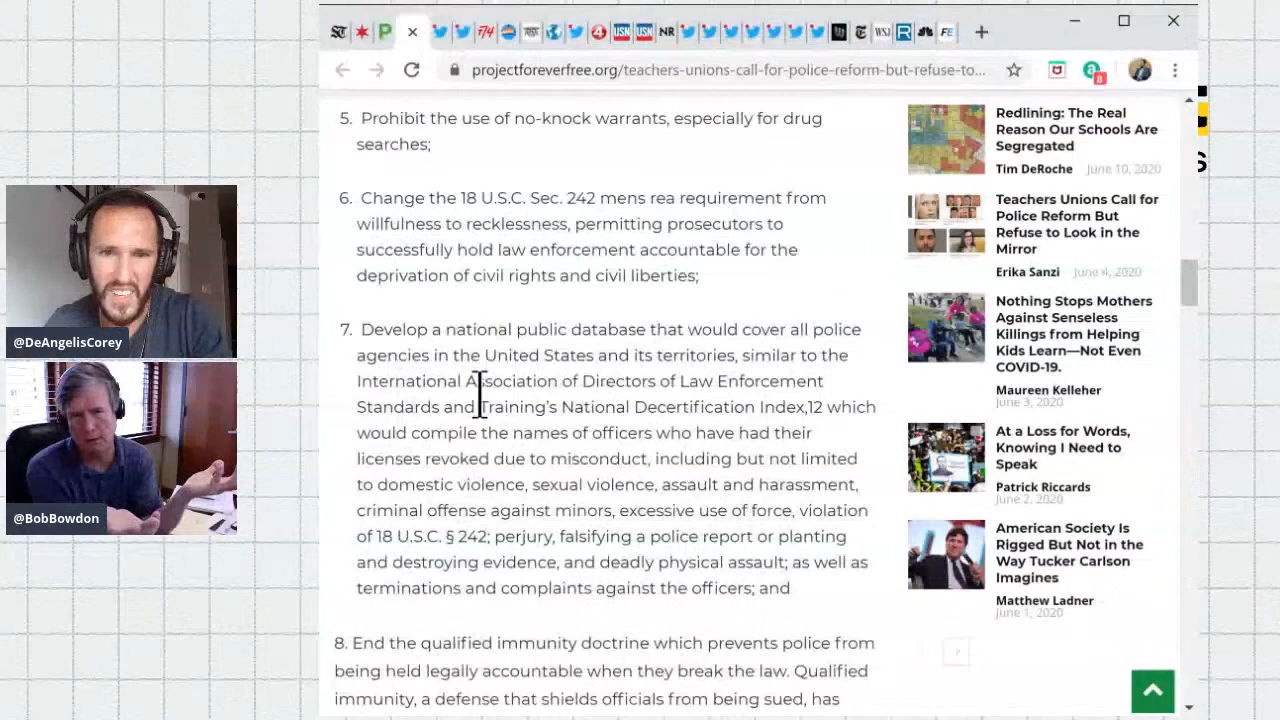 projectforeverfree.org/teachers-unions-call-for-police-reform-but-refuse-to...
5. Prohibit the use of no-knock warrants, especially for drug
searches;
6. Change the 18 U.S.C. Sec. 242 mens rea requirement from
willfulness to recklessness, permitting prosecutors to
successfully hold law enforcement accountable for the
deprivation of civil rights and civil liberties;
7. Develop a national public database that would cover all police
agencies in the United States and its territories, similar to the
International Association of Directors of Law Enforcement
Standards and Training's National Decertification Index,12 which
would compile the names of officers who have had their
licenses revoked due to misconduct, including but not limited
to domestic violence, sexual violence, assault and harassment,
criminal offense against minors, excessive use of force, violation
of 18 U.S.C. § 242; perjury, falsifying a police report or planting
and destroying evidence, and deadly physical assault; as well as
terminations and complaints against the officers; and
8. End the qualified immunity doctrine which prevents police from
being held legally accountable when they break the law. Qualified
immunity, a defense that shields officials from being sued, has
Redlining: The Real
Reason Our Schools Are
Segregated
Tim DeRoche June 10, 2020
Teachers Unions Call for
Police Reform But
Refuse to Look in the
Mirror
Erika Sanzi June 4, 2020
Nothing Stops Mothers
Against Senseless
Killings from Helping
Kids Learn—Not Even
COVID-19.
Maureen Kelleher
June 3, 2020
At a Loss for Words,
Knowing I Need to
Speak
Patrick Riccards
June 2, 2020
American Society Is
Rigged But Not in the
Way Tucker Carlson
Imagines
Matthew Ladner
June 1, 2020
@DeAngelisCorey
@BobBowdon